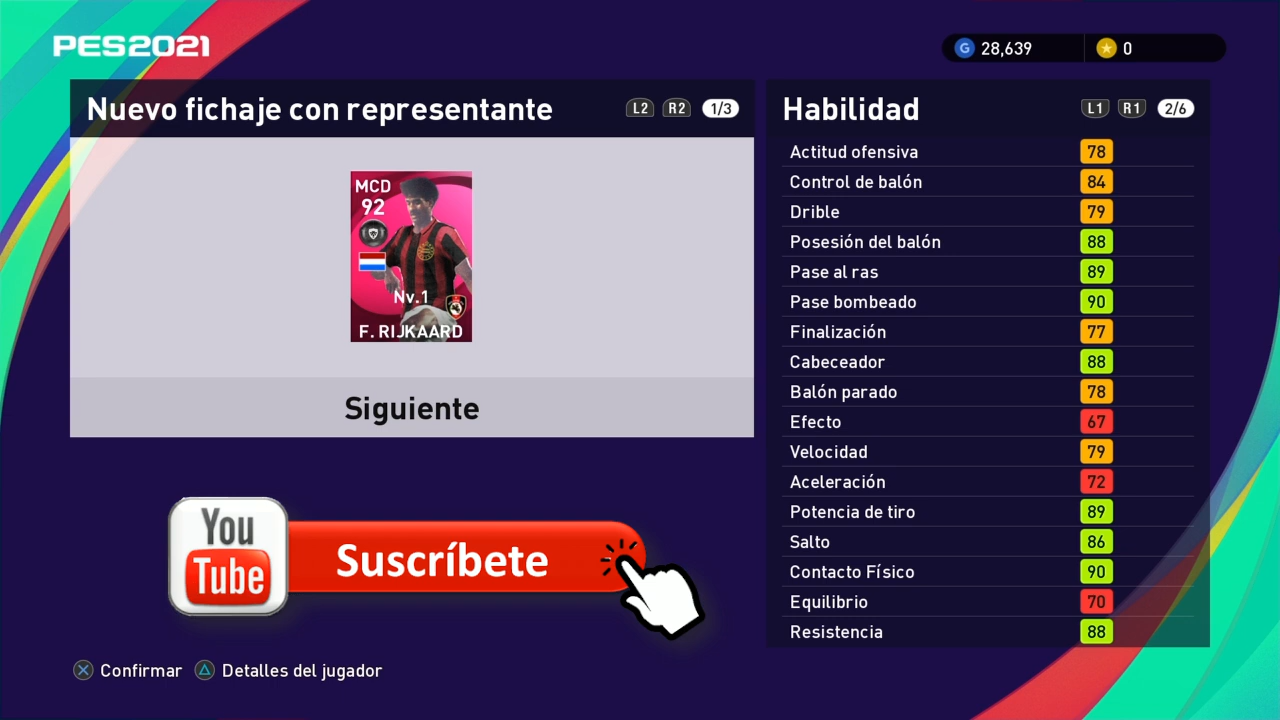 PES2021
G 28,639
0
Nuevo fichaje con representante
L2 R2 1/3
MCD
92
Nv.1
F. RIJKAARD
Siguiente
Habilidad
L1 R1 2/6
Actitud ofensiva 78
Control de balón 84
Drible 79
Posesión del balón 88
Pase al ras 89
Pase bombeado 90
Finalización 77
Cabeceador 88
Balón parado 78
Efecto 67
Velocidad 79
Aceleración 72
Potencia de tiro 89
Salto 86
Contacto Físico 90
Equilibrio 70
Resistencia 88
You
Tube
Suscríbete
Confirmar Detalles del jugador